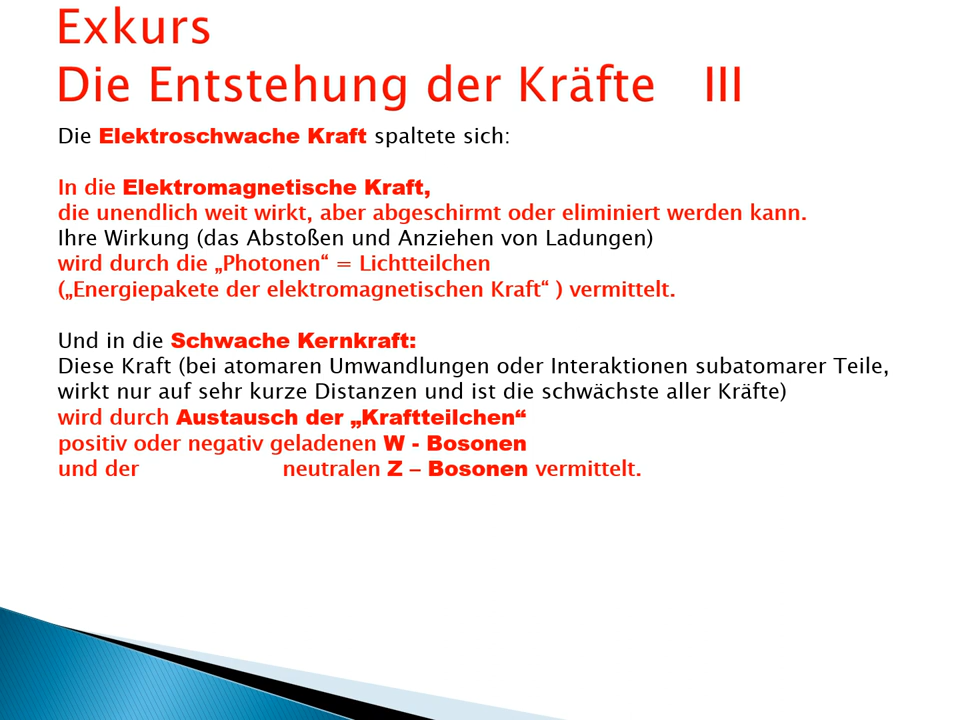 Exkurs
Die Entstehung der Kräfte III
Die Elektroschwache Kraft spaltete sich:
In die Elektromagnetische Kraft,
die unendlich weit wirkt, aber abgeschirmt oder eliminiert werden kann.
Ihre Wirkung (das Abstoßen und Anziehen von Ladungen)
wird durch die „Photonen“ = Lichtteilchen
(„Energiepakete der elektromagnetischen Kraft“ ) vermittelt.
Und in die Schwache Kernkraft:
Diese Kraft (bei atomaren Umwandlungen oder Interaktionen subatomarer Teile,
wirkt nur auf sehr kurze Distanzen und ist die schwächste aller Kräfte)
wird durch Austausch der „Kraftteilchen“
positiv oder negativ geladenen W - Bosonen
und der neutralen Z – Bosonen vermittelt.